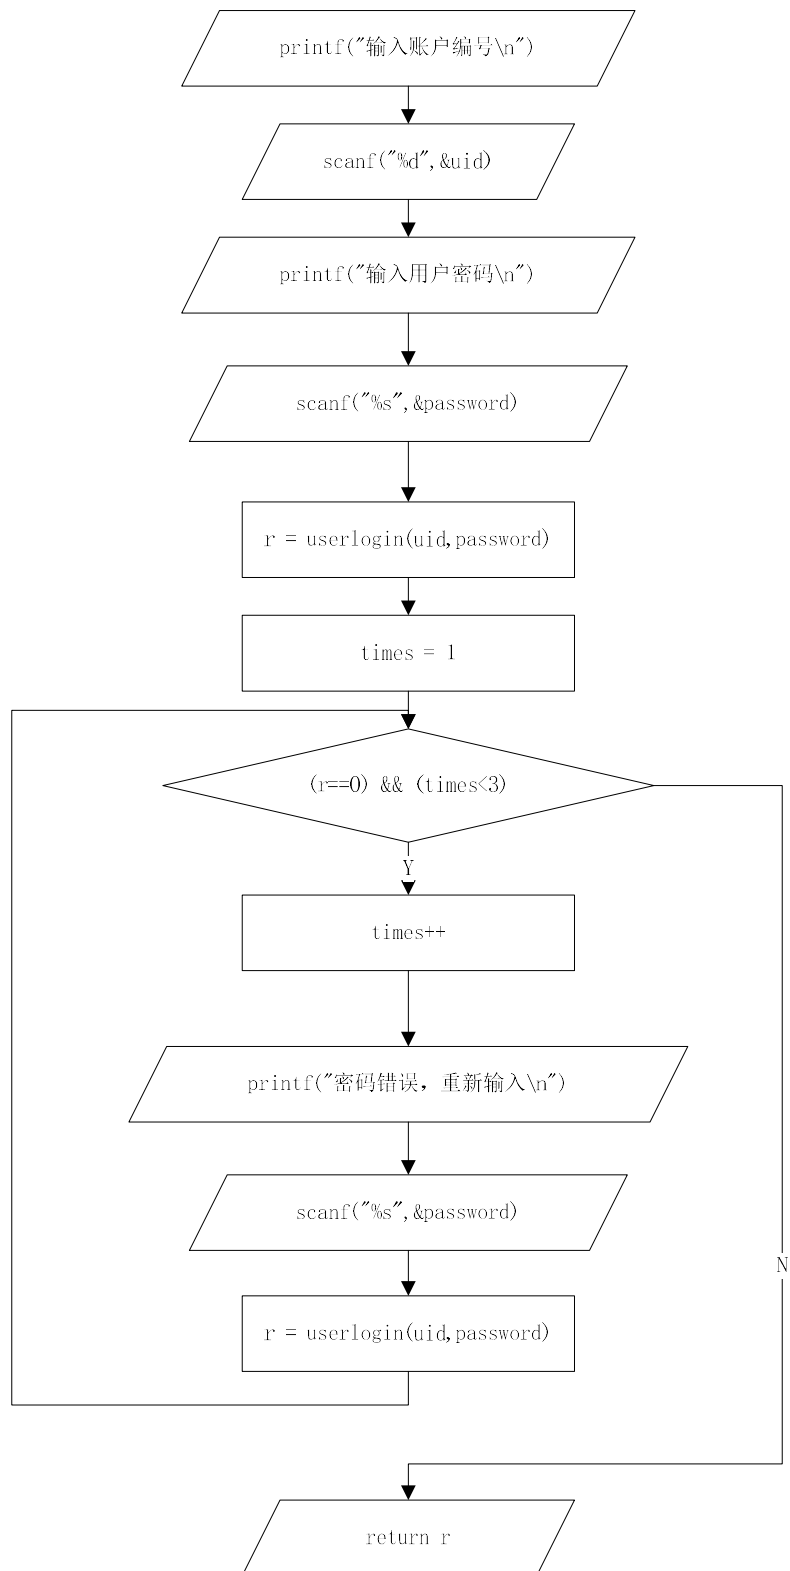 printf("输入账户编号\n")
scanf("%d",&uid)
printf("输入用户密码\n")
scanf("%s",&password)
r = userlogin(uid,password)
times = 1
(r==0) && (times<3)
Y
times++
printf("密码错误，重新输入\n")
scanf("%s",&password)
N
r = userlogin(uid,password)
return r